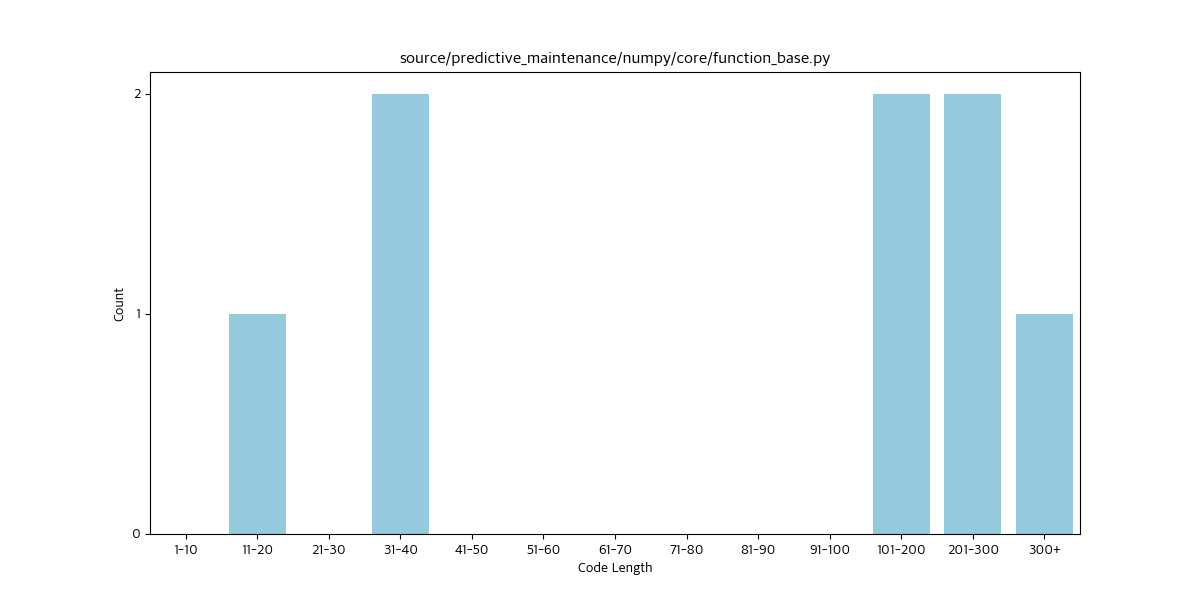 source/predictive_maintenance/numpy/core/function_base.py
2
1
0
Count
1-10 11-20 21-30 31-40 41-50 51-60 61-70 71-80 81-90 91-100 101-200 201-300 300+
Code Length